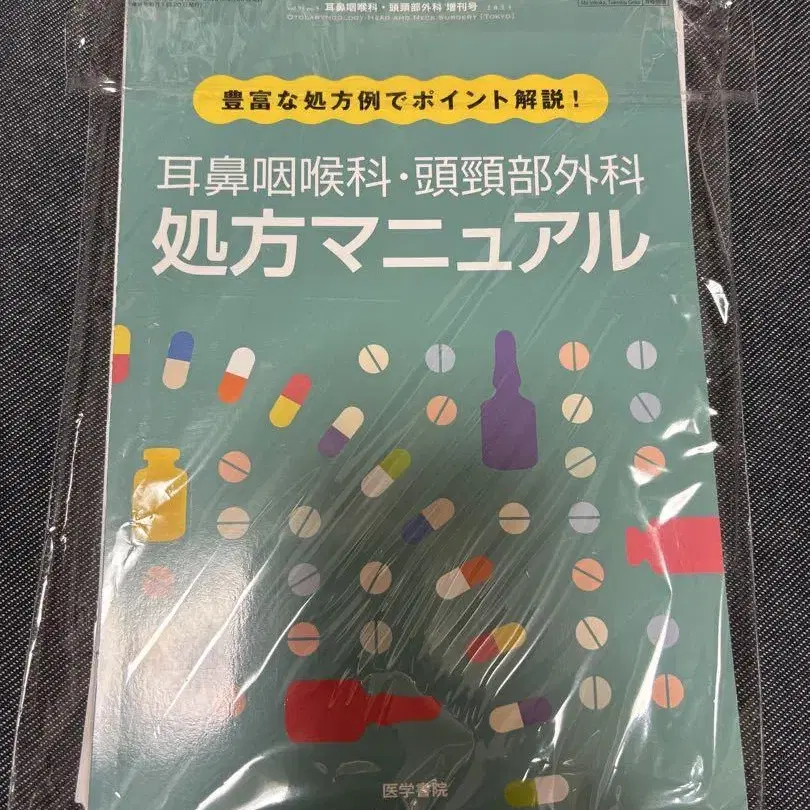 耳鼻咽喉科・頭頸部外科 増刊号
OTOLARYNGOLOGY-HEAD AND NECK SURGERY [TOKYO]
豊富な処方例でポイント解説!
耳鼻咽喉科・頭頸部外科
処方マニュアル
医学書院